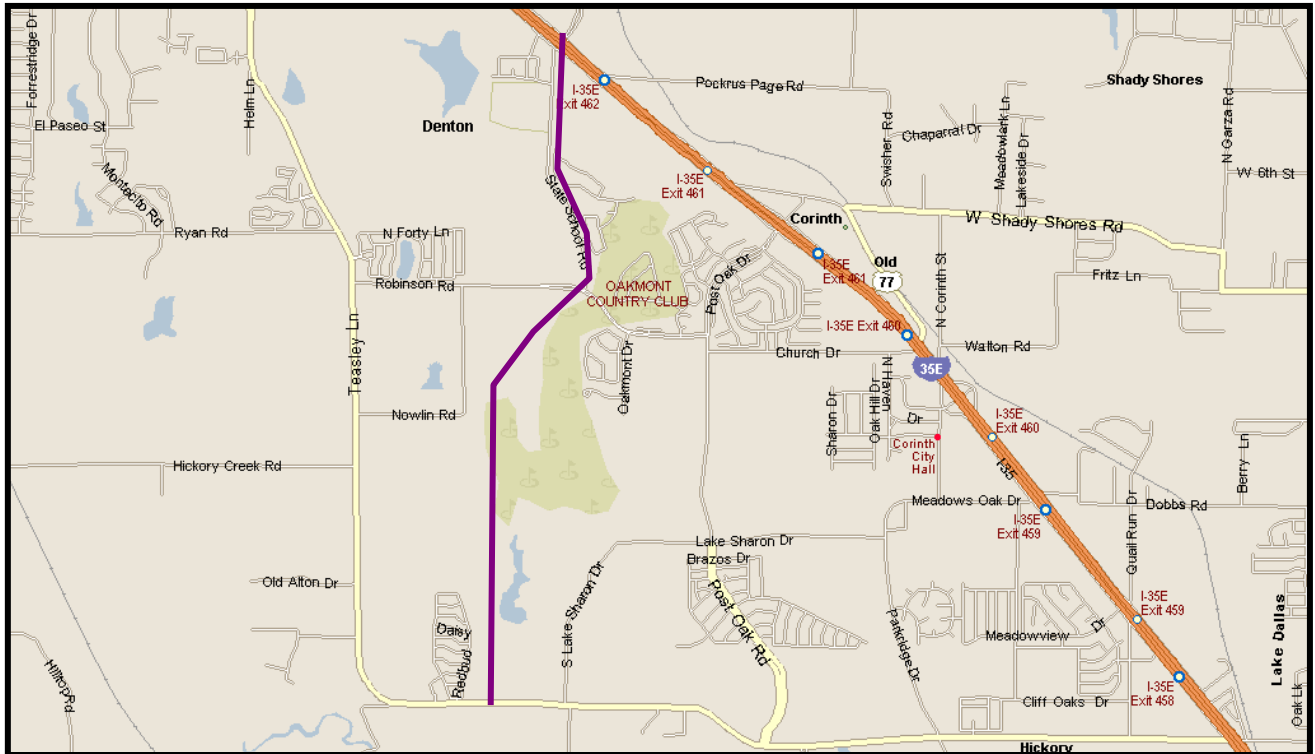 Forrestridge Dr
Helm Ln
El Paseo St
Montecito Rd
Ryan Rd
N Forty Ln
Robinson Rd
Teasley Ln
Nowlin Rd
Hickory Creek Rd
Old Alton Dr
Daisy
Redbud
Hilltop Rd
Denton
State School Rd
I-35E
Exit 462
Pockrus Page Rd
Shady Shores
Chaparral Dr
Swisher Rd
Meadowlark Ln
Lakeside Dr
N Garza Rd
W 6th St
I-35E
Exit 461
Corinth
W Shady Shores Rd
I-35E
Exit 461
Old
77
N Corinth St
Fritz Ln
OAKMONT
COUNTRY CLUB
Post Oak Dr
I-35E Exit 460
Walton Rd
Church Dr
35E
Oakmont Dr
Sharon Dr
Oak Hill Dr
N Haven
Dr
Corinth
City
Hall
I-35E
Exit 460
I-35
Berry Ln
Meadows Oak Dr
Dobbs Rd
I-35E
Exit 459
Quail Run Dr
Lake Sharon Dr
Brazos Dr
S Lake Sharon Dr
Post Oak Rd
Parkridge Dr
Meadowview
Dr
I-35E
Exit 459
Cliff Oaks Dr
I-35E
Exit 458
Lake Dallas
Oak Lk
Hickory